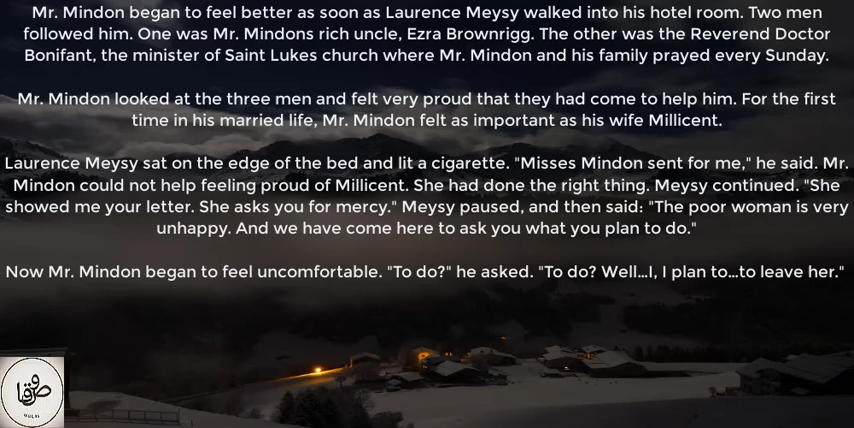 Mr. Mindon began to feel better as soon as Laurence Meysy walked into his hotel room. Two men
followed him. One was Mr. Mindons rich uncle, Ezra Brownrigg. The other was the Reverend Doctor
Bonifant, the minister of Saint Lukes church where Mr. Mindon and his family prayed every Sunday.
Mr. Mindon looked at the three men and felt very proud that they had come to help him. For the first
time in his married life, Mr. Mindon felt as important as his wife Millicent.
Laurence Meysy sat on the edge of the bed and lit a cigarette. "Misses Mindon sent for me," he said. Mr.
Mindon could not help feeling proud of Millicent. She had done the right thing. Meysy continued. "She
showed me your letter. She asks you for mercy." Meysy paused, and then said: "The poor woman is very
unhappy. And we have come here to ask you what you plan to do."
Now Mr. Mindon began to feel uncomfortable. "To do?" he asked. "To do? Well…I, I plan to…to leave her."